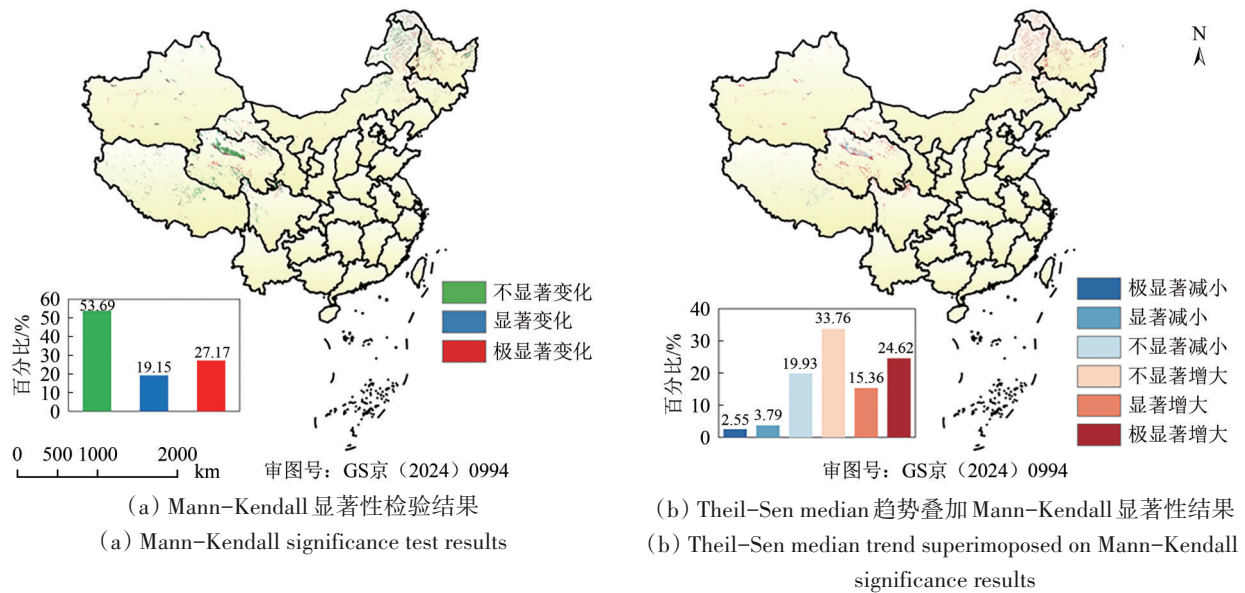 N
60
50
40
30
20
10
0
百分比/%
53.69
19.15
27.17
不显著变化
显著变化
极显著变化
0 500 1000 2000
km
审图号：GS京（2024）0994
(a) Mann-Kendall显著性检验结果
(a) Mann-Kendall significance test results
40
30
20
10
0
百分比/%
2.55
3.79
19.93
33.76
15.36
24.62
极显著减小
显著减小
不显著减小
不显著增大
显著增大
极显著增大
审图号：GS京（2024）0994
(b) Theil-Sen median趋势叠加Mann-Kendall显著性结果
(b) Theil-Sen median trend superimoposed on Mann-Kendall
significance results